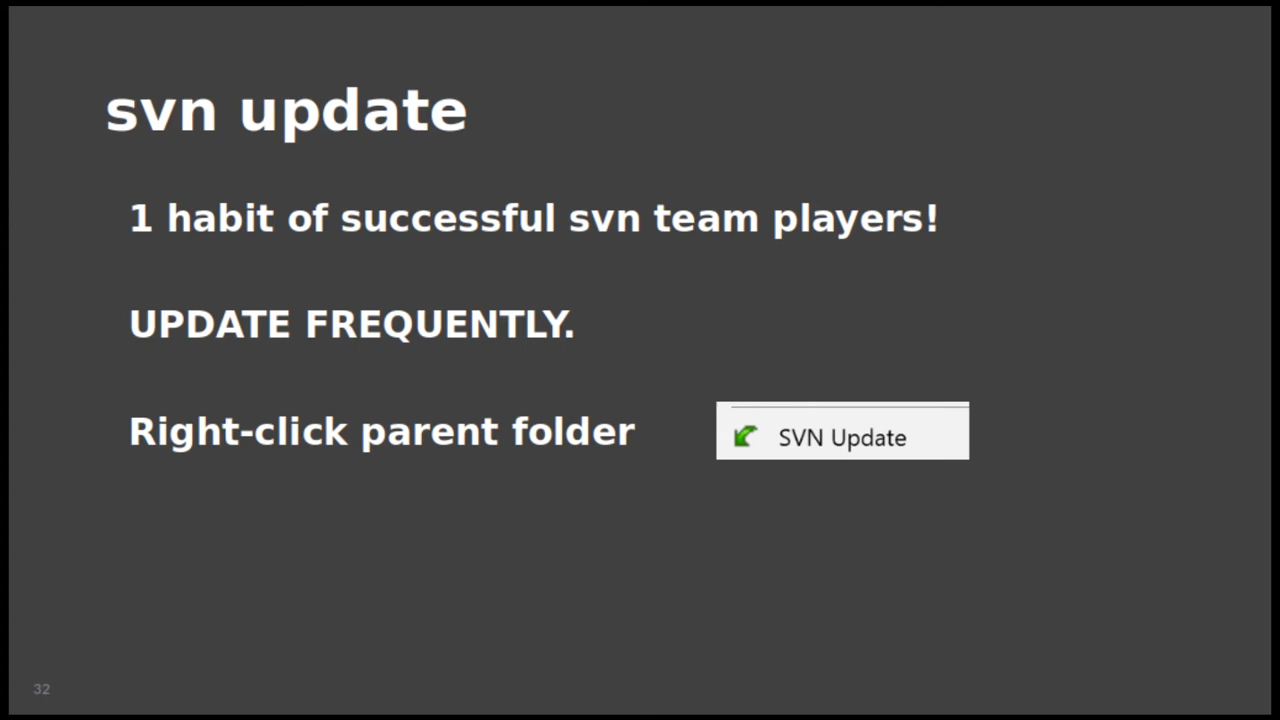 svn update
1 habit of successful svn team players!
UPDATE FREQUENTLY.
Right-click parent folder
SVN Update
32